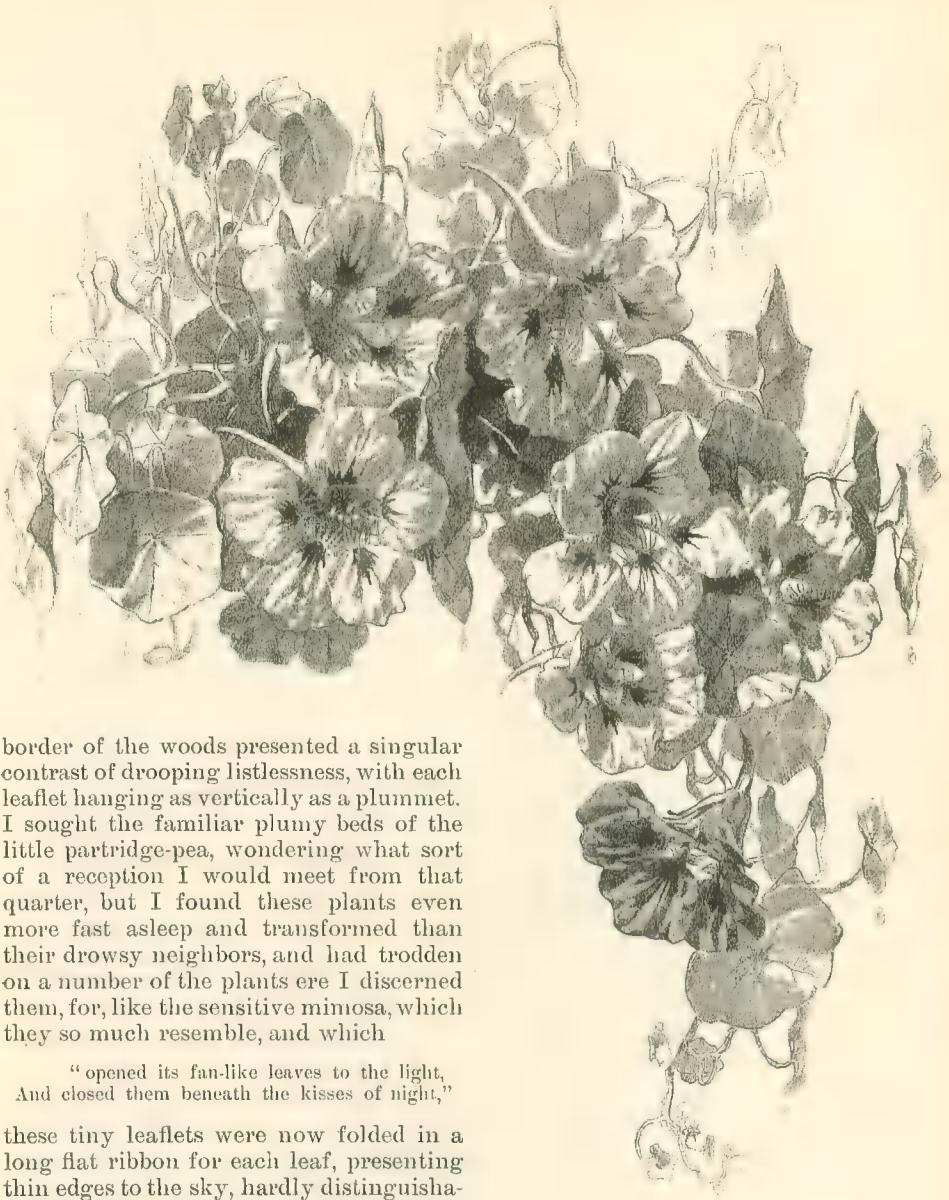 border of the woods presented a singular
contrast of drooping listlessness, with each
leaflet hanging as vertically as a plummet.
I sought the familiar plumy beds of the
little partridge-pea, wondering what sort
of a reception I would meet from that
quarter, but I found these plants even
more fast asleep and transformed than
their drowsy neighbors, and had trodden
on a number of the plants ere I discerned
them, for, like the sensitive mimosa, which
they so much resemble, and which
“ opened its fan-like leaves to the light,
And closed them beneath the kisses of night,”
these tiny leaflets were now folded in a
long flat ribbon for each leaf, presenting
thin edges to the sky, hardly distinguisha-